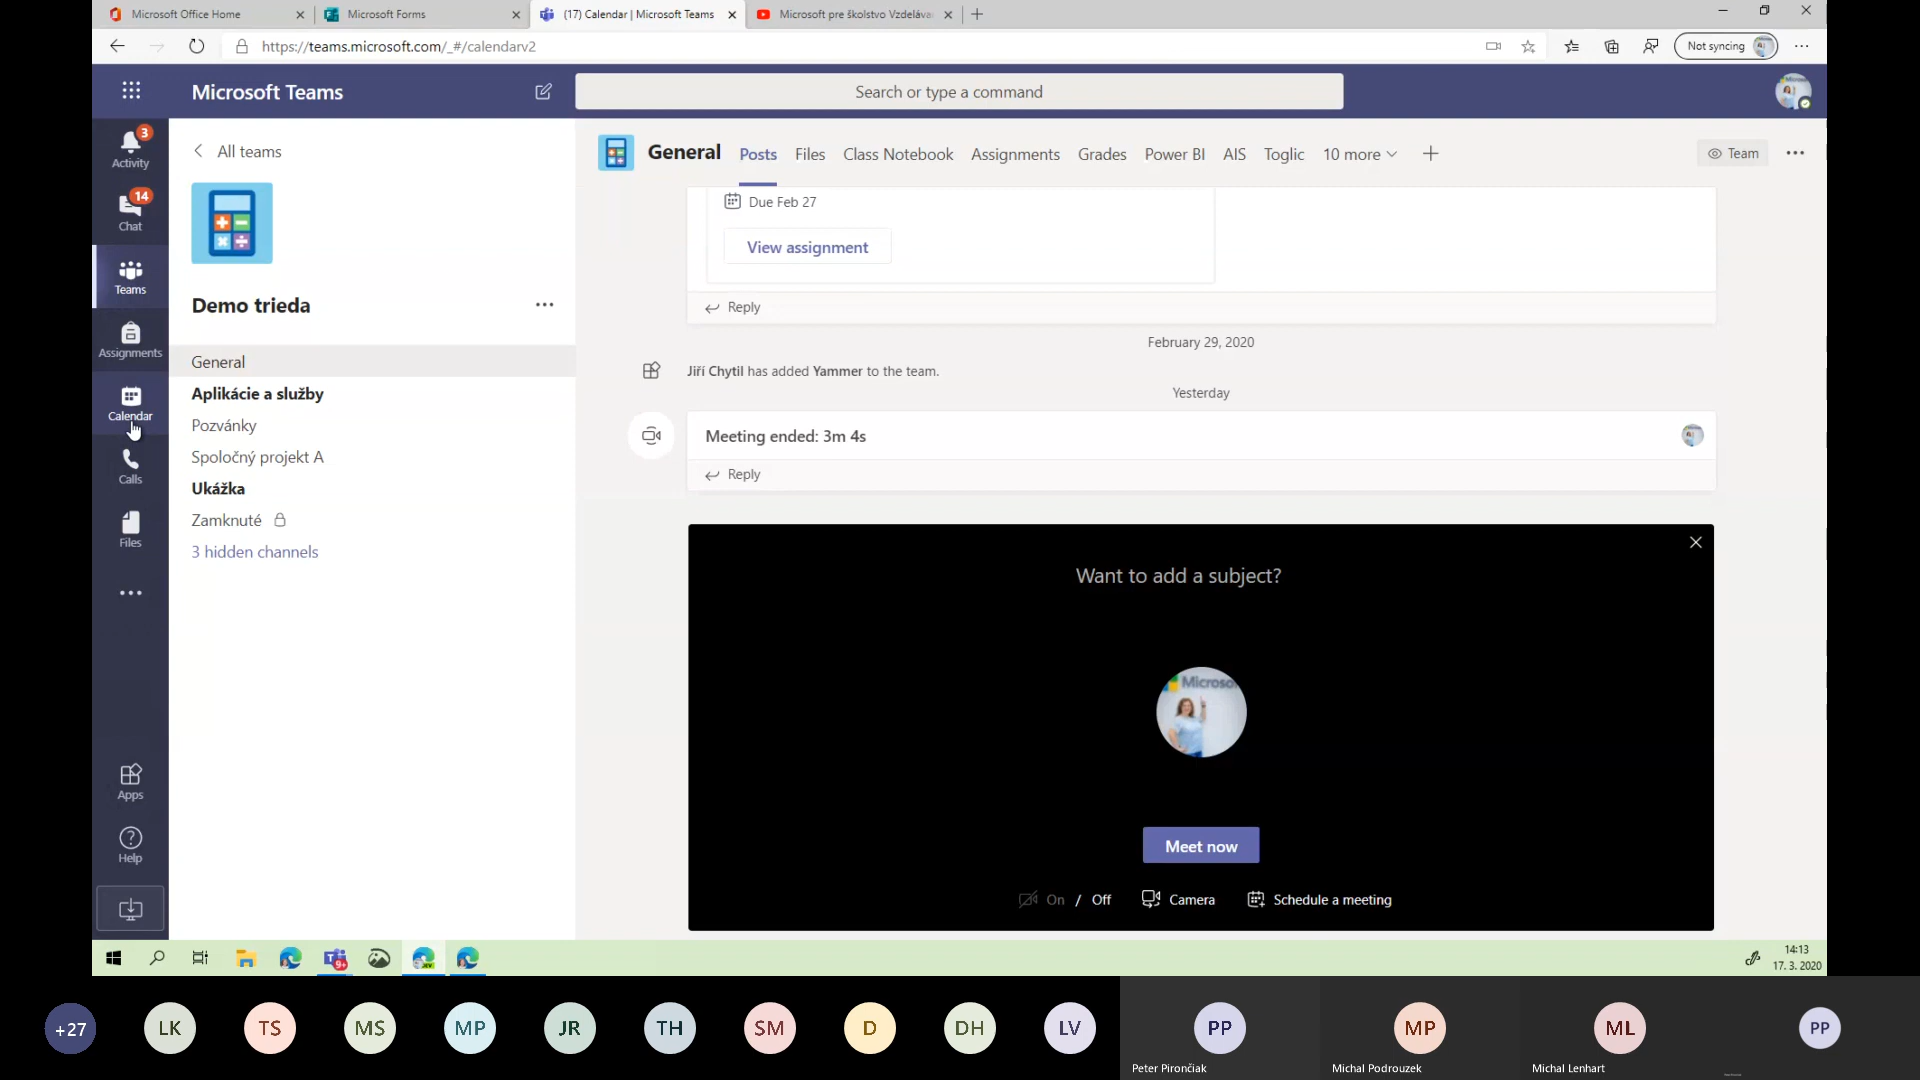 Microsoft Office Home
Microsoft Forms
(17) Calendar | Microsoft Teams
Microsoft pre školstvo Vzdeláva
https://teams.microsoft.com/_#/calendarv2
Not syncing
Microsoft Teams
Search or type a command
3
Activity
14
Chat
Teams
Assignments
Calendar
Calls
Files
Apps
Help
All teams
Demo trieda
General
Aplikácie a služby
Pozvánky
Spoločný projekt A
Ukážka
Zamknuté
3 hidden channels
General Posts Files Class Notebook Assignments Grades Power BI AIS Toglic 10 more
Team
Due Feb 27
View assignment
Reply
February 29, 2020
Jiří Chytil has added Yammer to the team.
Yesterday
Meeting ended: 3m 4s
Reply
Want to add a subject?
Microso
Meet now
On / Off Camera Schedule a meeting
9+
14:13
17. 3. 2020
+27 LK TS MS MP JR TH SM D DH LV PP MP ML PP
Peter Pirončiak Michal Podrouzek Michal Lenhart